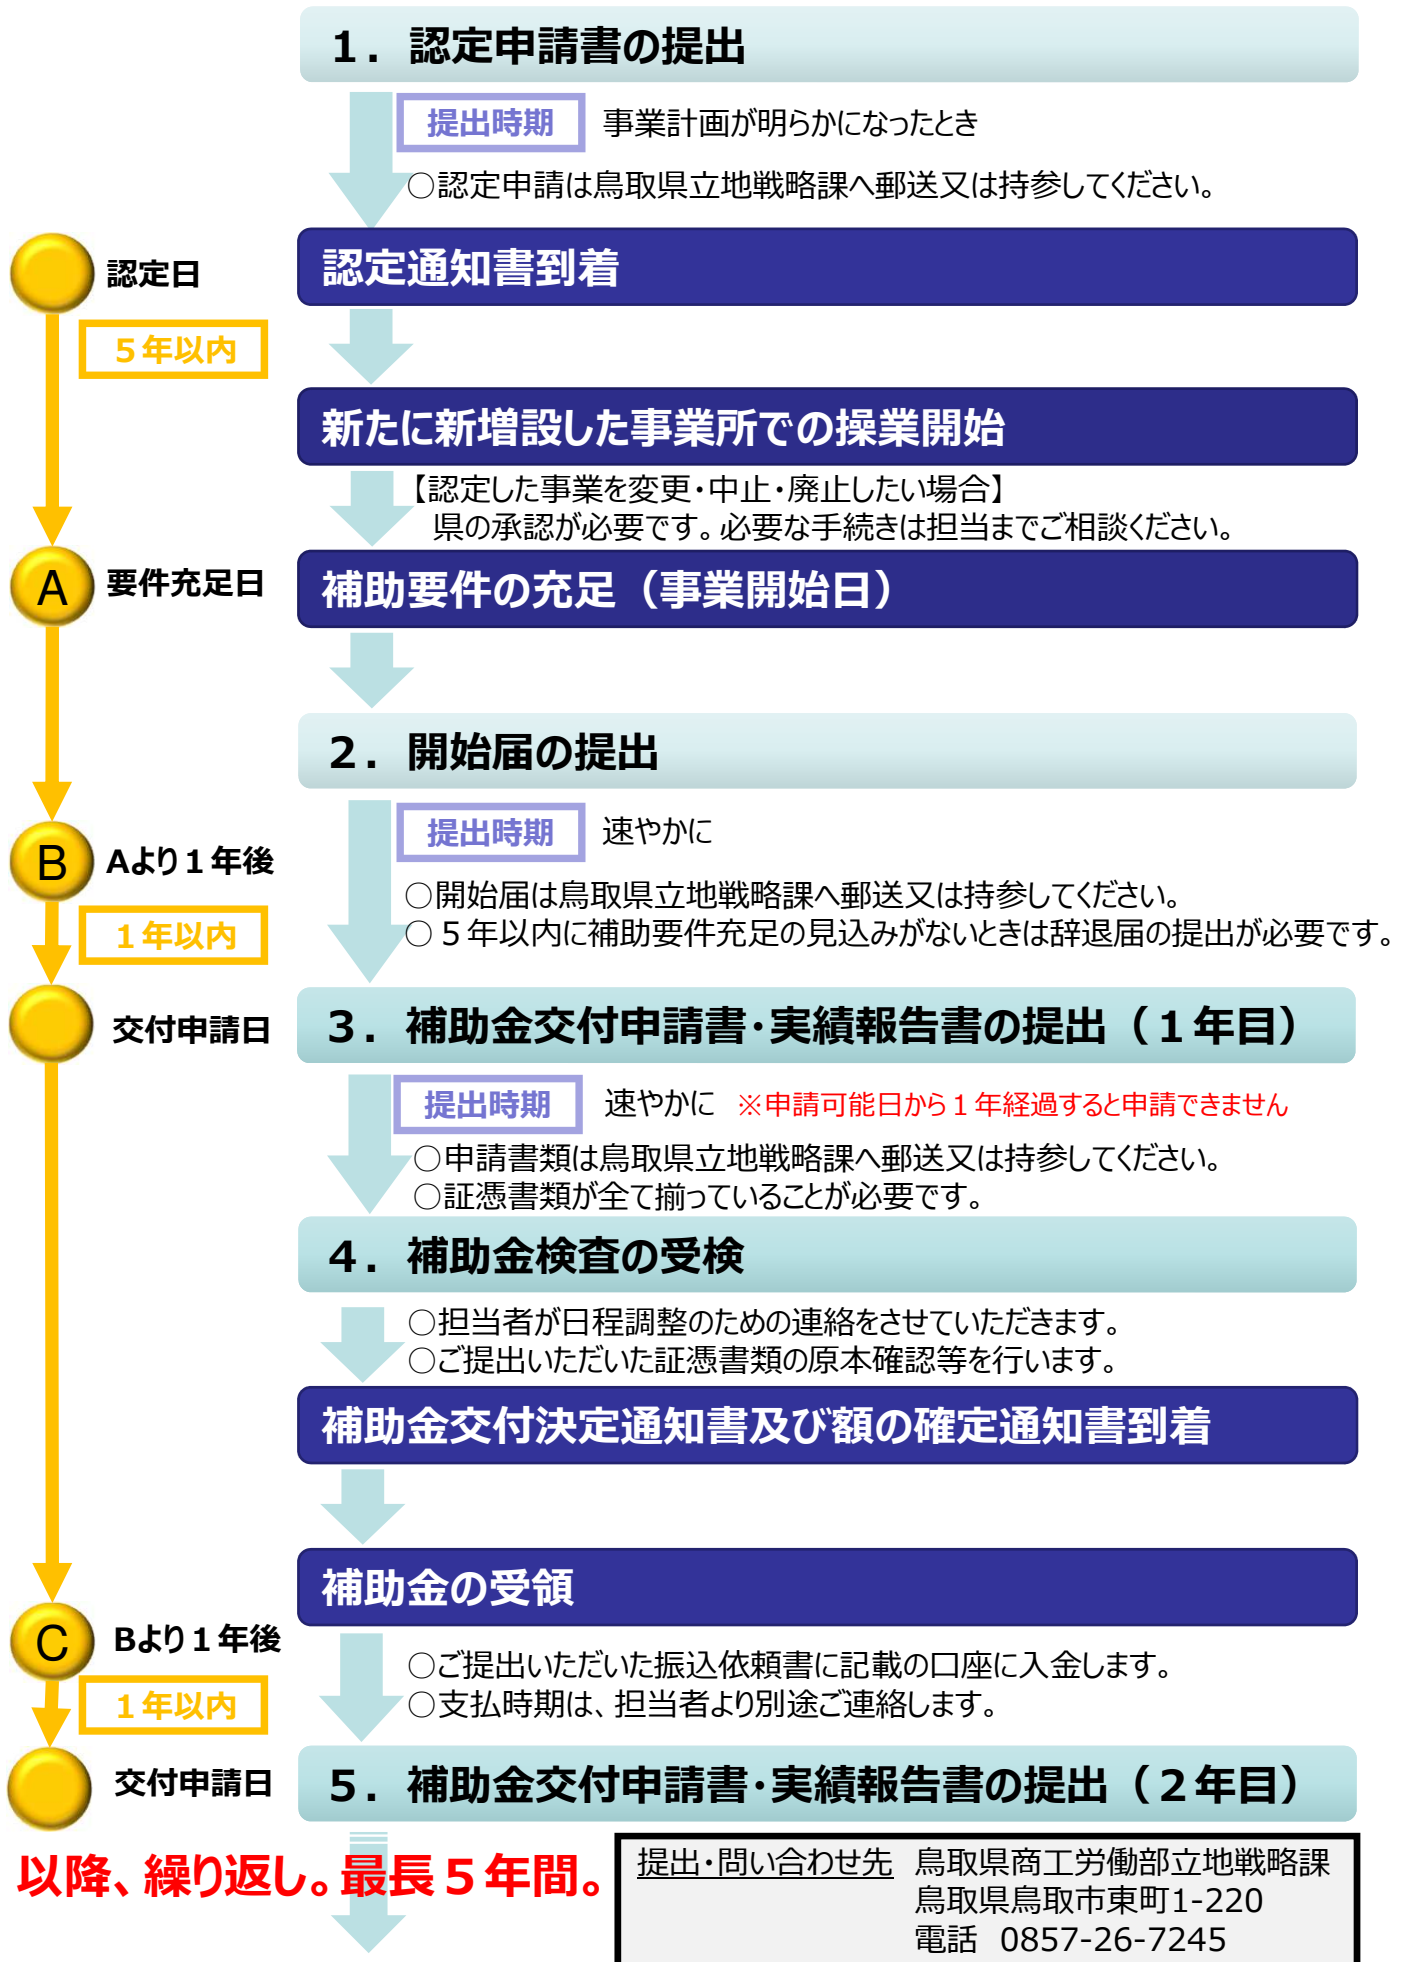 １．認定申請書の提出
提出時期　事業計画が明らかになったとき
○認定申請は鳥取県立地戦略課へ郵送又は持参してください。
認定日
認定通知書到着
５年以内
新たに新増設した事業所での操業開始
【認定した事業を変更・中止・廃止したい場合】
県の承認が必要です。必要な手続きは担当までご相談ください。
A　要件充足日
補助要件の充足（事業開始日）
２．開始届の提出
提出時期　速やかに
B　Aより１年後
○開始届は鳥取県立地戦略課へ郵送又は持参してください。
○５年以内に補助要件充足の見込みがないときは辞退届の提出が必要です。
１年以内
交付申請日
３．補助金交付申請書・実績報告書の提出（１年目）
提出時期　速やかに　※申請可能日から１年経過すると申請できません
○申請書類は鳥取県立地戦略課へ郵送又は持参してください。
○証憑書類が全て揃っていることが必要です。
４．補助金検査の受検
○担当者が日程調整のための連絡をさせていただきます。
○ご提出いただいた証憑書類の原本確認等を行います。
補助金交付決定通知書及び額の確定通知書到着
補助金の受領
C　Bより１年後
○ご提出いただいた振込依頼書に記載の口座に入金します。
○支払時期は、担当者より別途ご連絡します。
１年以内
交付申請日
５．補助金交付申請書・実績報告書の提出（２年目）
以降、繰り返し。最長５年間。
提出・問い合わせ先　鳥取県商工労働部立地戦略課
鳥取県鳥取市東町1-220
電話　0857-26-7245